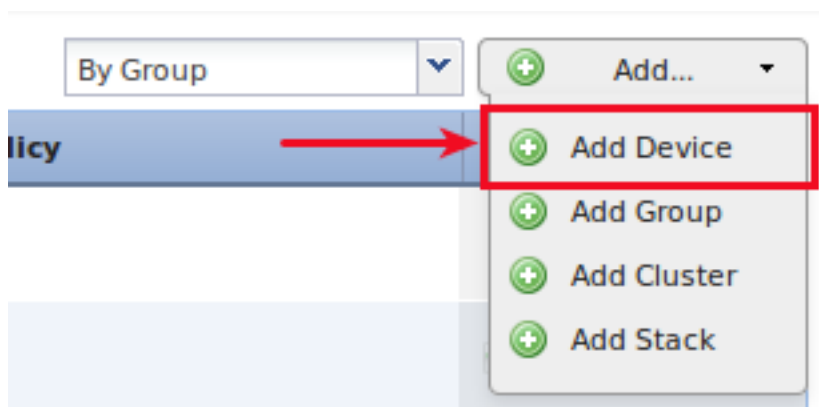 By Group
Add...
licy
Add Device
Add Group
Add Cluster
Add Stack